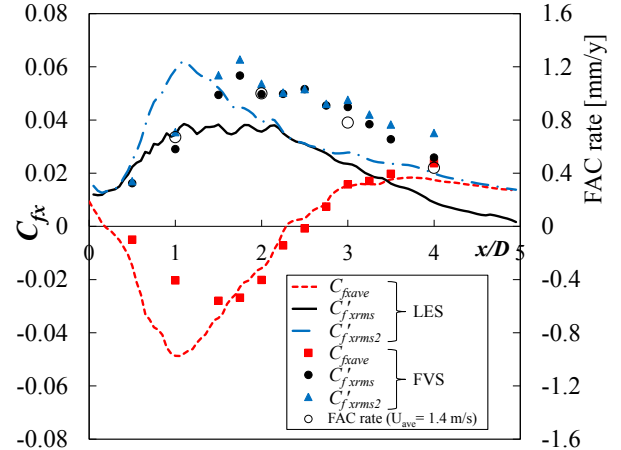 0.08
0.06
0.04
0.02
0
-0.02
-0.04
-0.06
-0.08
C_fx
0 1 2 3 4 5
x/D
1.6
1.2
0.8
0.4
0
-0.4
-0.8
-1.2
-1.6
FAC rate [mm/y]
C_fxave
C'_fxrms
C'_fxrms2
LES
C_fxave
C'_fxrms
C'_fxrms2
FVS
FAC rate (U_ave= 1.4 m/s)